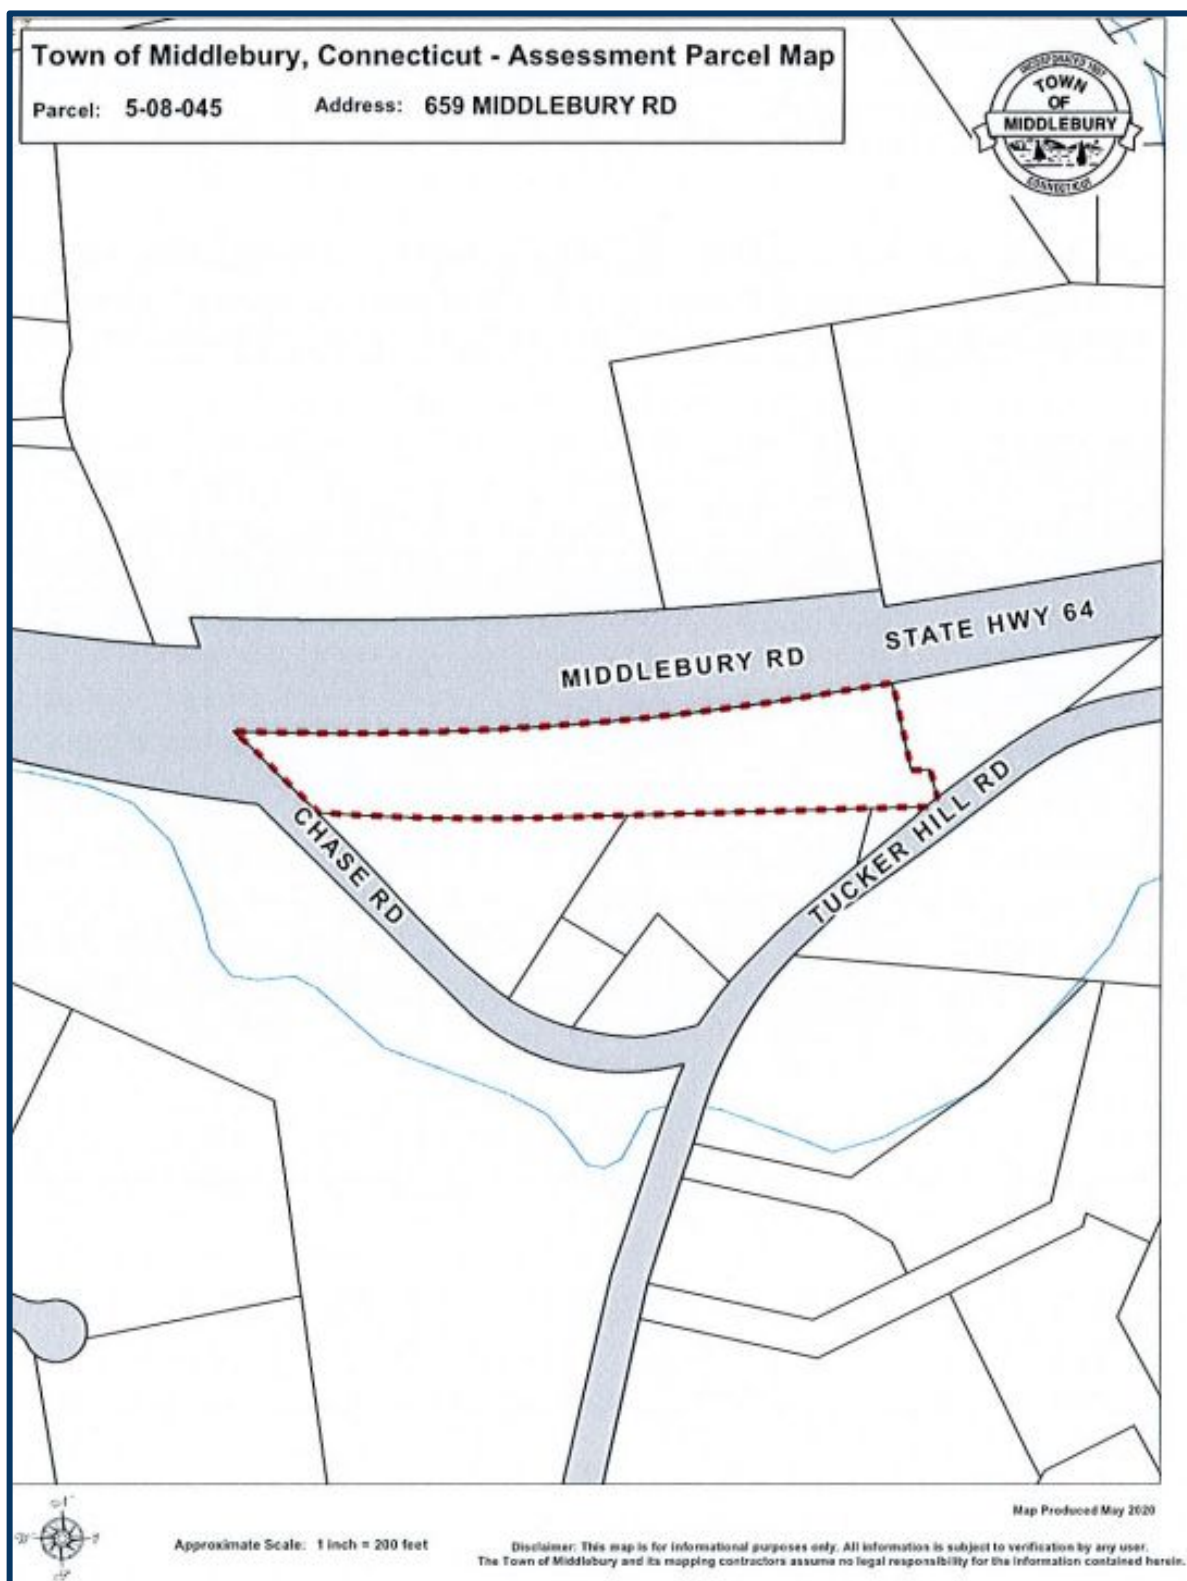 Town of Middlebury, Connecticut - Assessment Parcel Map
Parcel: 5-08-045 Address: 659 MIDDLEBURY RD
INCORPORATED 1807
TOWN
OF
MIDDLEBURY
CONNECTICUT
STATE HWY 64
MIDDLEBURY RD
CHASE RD
TUCKER HILL RD
Map Produced May 2020
Approximate Scale: 1 inch = 200 feet
Disclaimer: This map is for informational purposes only. All information is subject to verification by any user.
The Town of Middlebury and its mapping contractors assume no legal responsibility for the information contained herein.